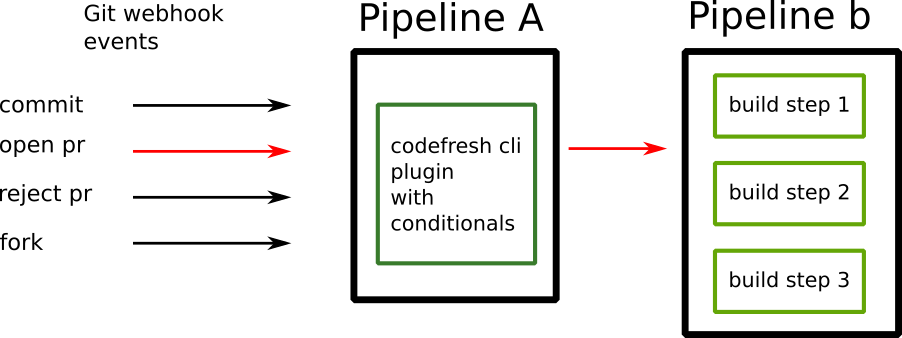 Git webhook
events
commit
open pr
reject pr
fork
Pipeline A
codefresh cli
plugin
with
conditionals
Pipeline b
build step 1
build step 2
build step 3